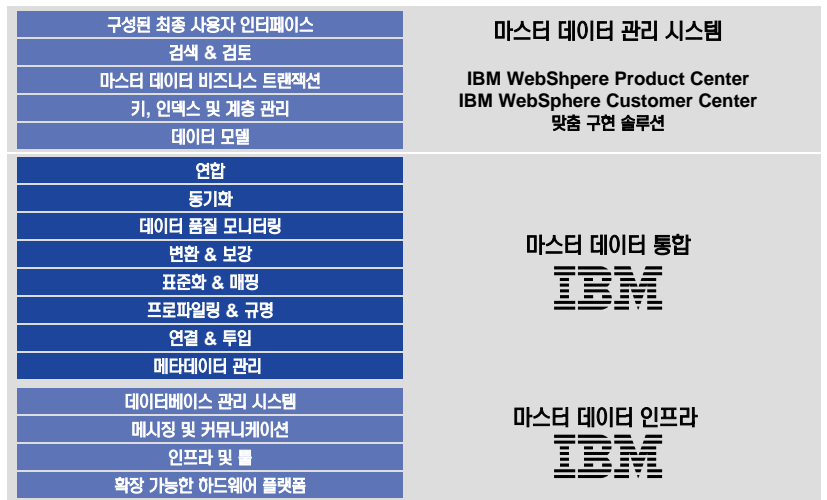 구성된 최종 사용자 인터페이스
검색 & 검토
마스터 데이터 비즈니스 트랜잭션
키, 인덱스 및 계층 관리
데이터 모델
마스터 데이터 관리 시스템
IBM WebShpere Product Center
IBM WebSphere Customer Center
맞춤 구현 솔루션
연합
동기화
데이터 품질 모니터링
변환 & 보강
표준화 & 매핑
프로파일링 & 규명
연결 & 투입
메타데이터 관리
마스터 데이터 통합
IBM
데이터베이스 관리 시스템
메시징 및 커뮤니케이션
인프라 및 룰
확장 가능한 하드웨어 플랫폼
마스터 데이터 인프라
IBM